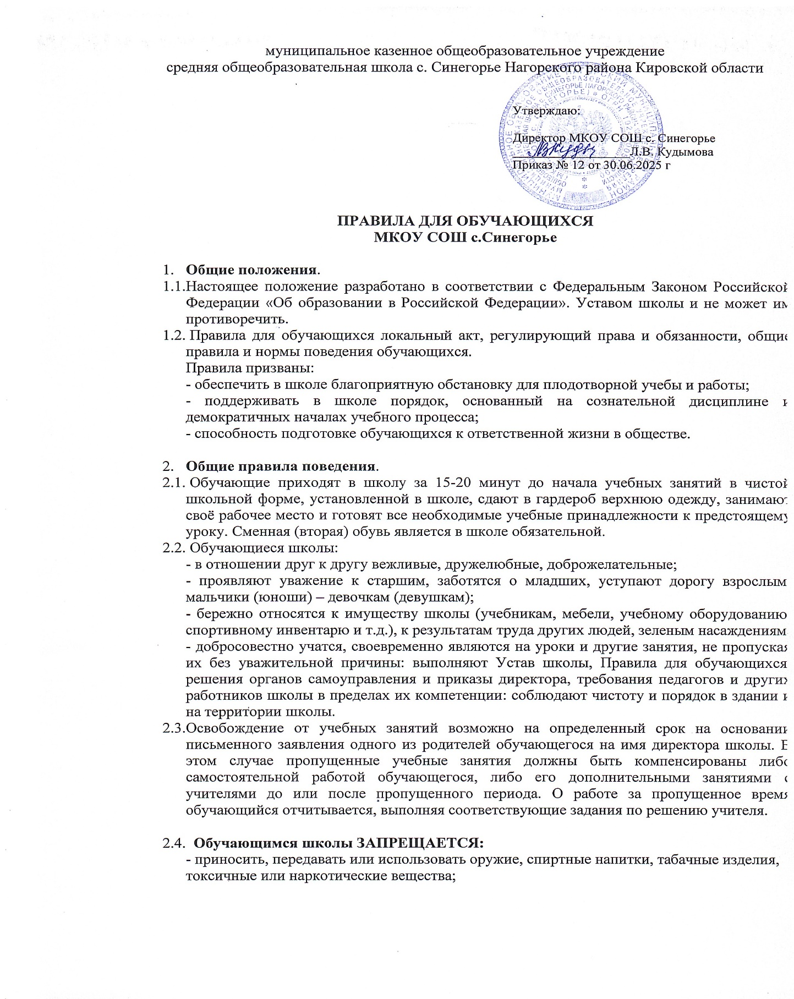 муниципальное казенное общеобразовательное учреждение
средняя общеобразовательная школа с. Синегорье Нагорского района Кировской области
Утверждаю:
Директор МКОУ СОШ с. Синегорье
Л.В. Кудымова
Приказ № 12 от 30.06.2025 г
ПРАВИЛА ДЛЯ ОБУЧАЮЩИХСЯ
МКОУ СОШ с.Синегорье
1. Общие положения.
1.1.Настоящее положение разработано в соответствии с Федеральным Законом Российской
Федерации «Об образовании в Российской Федерации». Уставом школы и не может им
противоречить.
1.2. Правила для обучающихся локальный акт, регулирующий права и обязанности, общие
правила и нормы поведения обучающихся.
Правила призваны:
- обеспечить в школе благоприятную обстановку для плодотворной учебы и работы;
- поддерживать в школе порядок, основанный на сознательной дисциплине и
демократичных началах учебного процесса;
- способность подготовке обучающихся к ответственной жизни в обществе.
2. Общие правила поведения.
2.1. Обучающие приходят в школу за 15-20 минут до начала учебных занятий в чистой
школьной форме, установленной в школе, сдают в гардероб верхнюю одежду, занимают
своё рабочее место и готовят все необходимые учебные принадлежности к предстоящему
уроку. Сменная (вторая) обувь является в школе обязательной.
2.2. Обучающиеся школы:
- в отношении друг к другу вежливые, дружелюбные, доброжелательные;
- проявляют уважение к старшим, заботятся о младших, уступают дорогу взрослым
мальчики (юноши) – девочкам (девушкам);
- бережно относятся к имуществу школы (учебникам, мебели, учебному оборудованию
спортивному инвентарю и т.д.), к результатам труда других людей, зеленым насаждениям
- добросовестно учатся, своевременно являются на уроки и другие занятия, не пропуская
их без уважительной причины: выполняют Устав школы, Правила для обучающихся
решения органов самоуправления и приказы директора, требования педагогов и других
работников школы в пределах их компетенции: соблюдают чистоту и порядок в здании и
на территории школы.
2.3.Освобождение от учебных занятий возможно на определенный срок на основании
письменного заявления одного из родителей обучающегося на имя директора школы. В
этом случае пропущенные учебные занятия должны быть компенсированы либо
самостоятельной работой обучающегося, либо его дополнительными занятиями с
учителями до или после пропущенного периода. О работе за пропущенное время
обучающийся отчитывается, выполняя соответствующие задания по решению учителя.
2.4. Обучающимся школы ЗАПРЕЩАЕТСЯ:
- приносить, передавать или использовать оружие, спиртные напитки, табачные изделия,
токсичные или наркотические вещества;